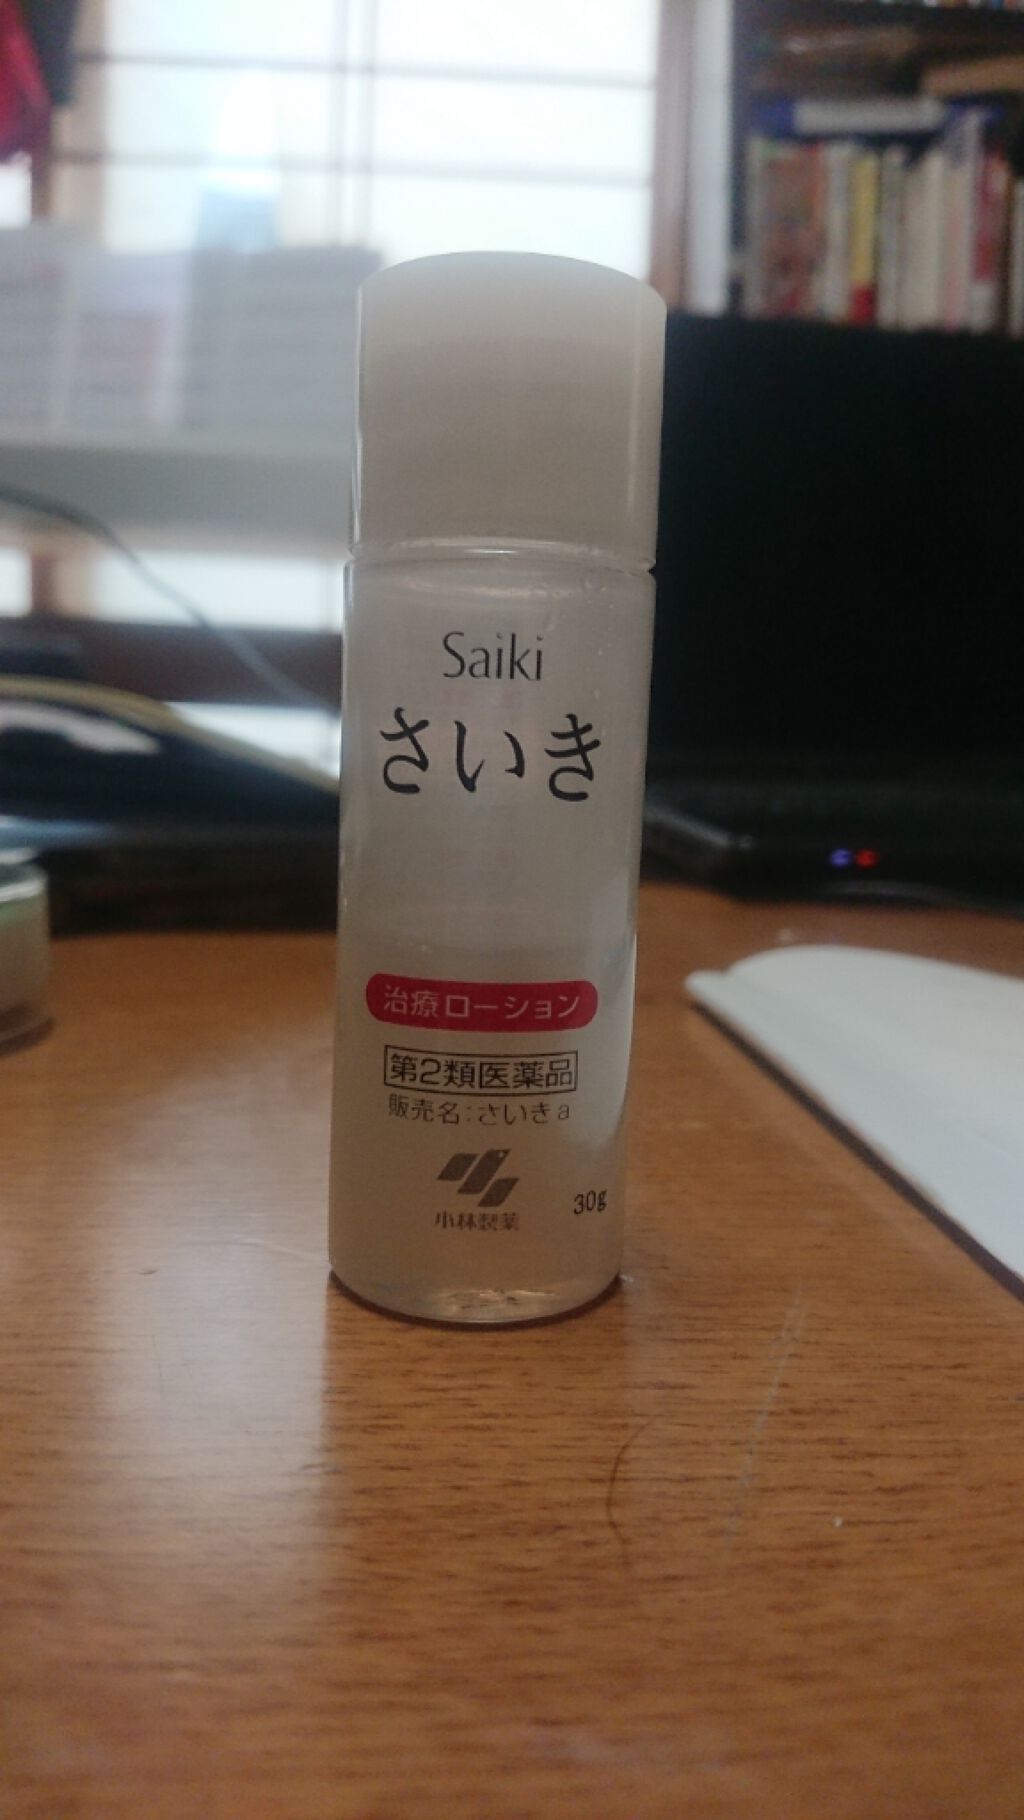 Saiki
さいき
治療ローション
第2類医薬品
販売名:さいきa
小林製薬
30g